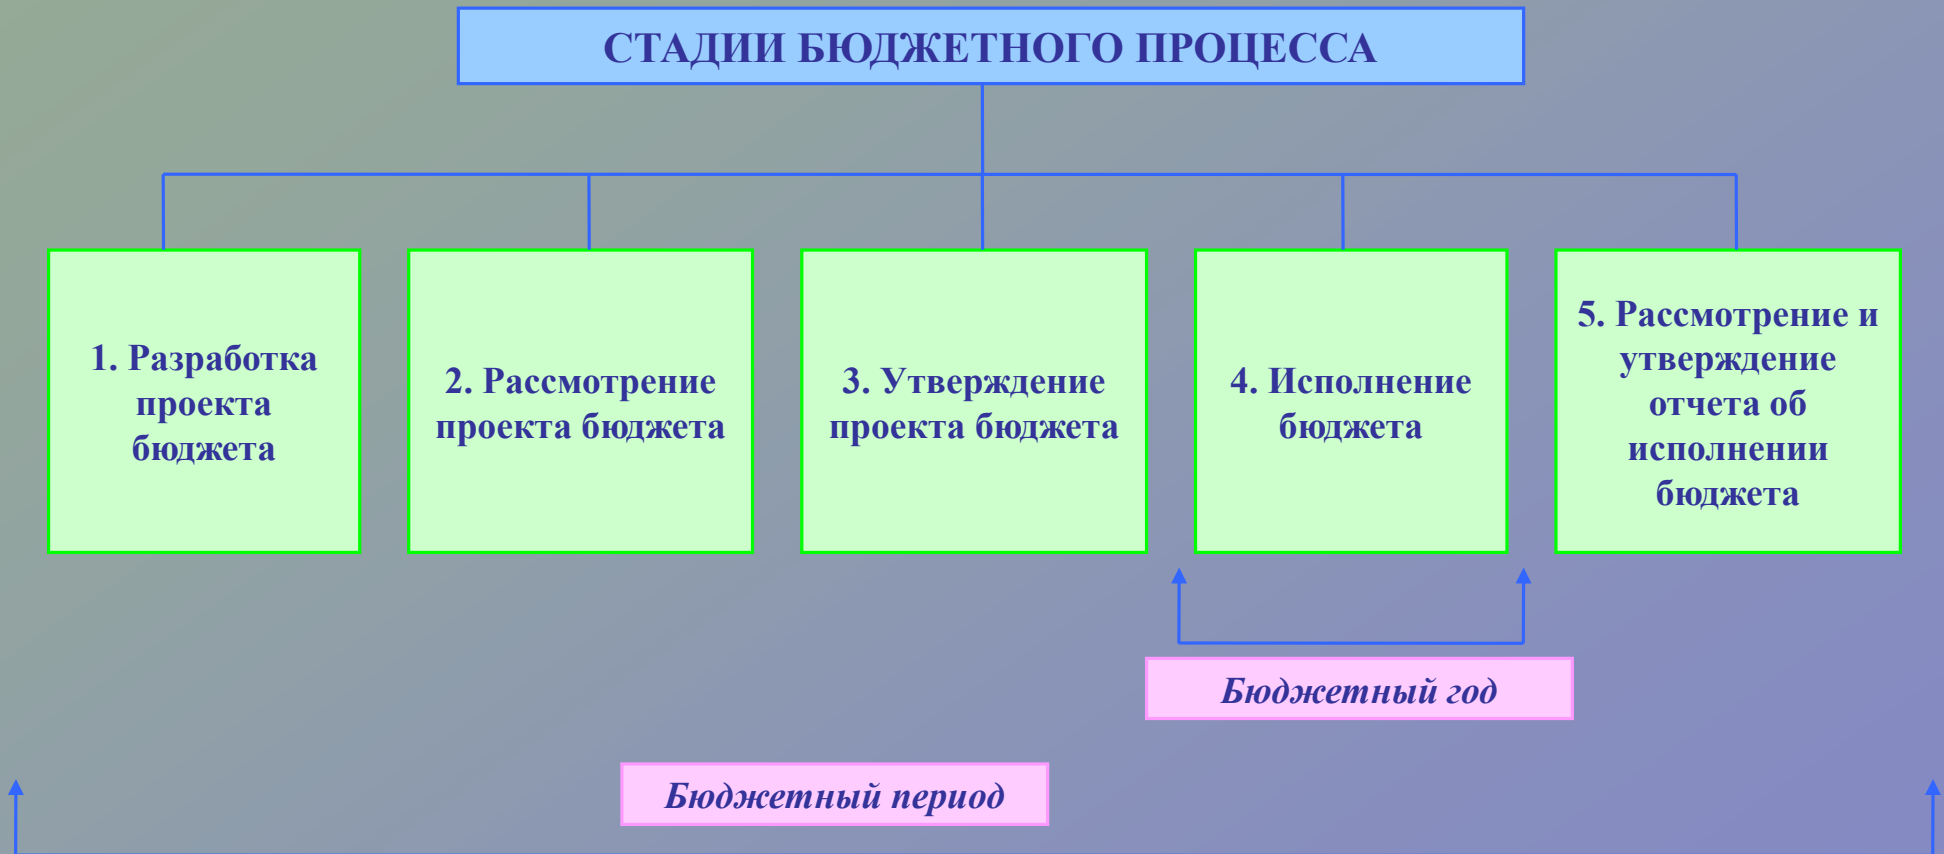 СТАДИИ БЮДЖЕТНОГО ПРОЦЕССА
1. Разработка
проекта
бюджета
2. Рассмотрение
проекта бюджета
3. Утверждение
проекта бюджета
4. Исполнение
бюджета
5. Рассмотрение и
утверждение
отчета об
исполнении
бюджета
Бюджетный год
Бюджетный период